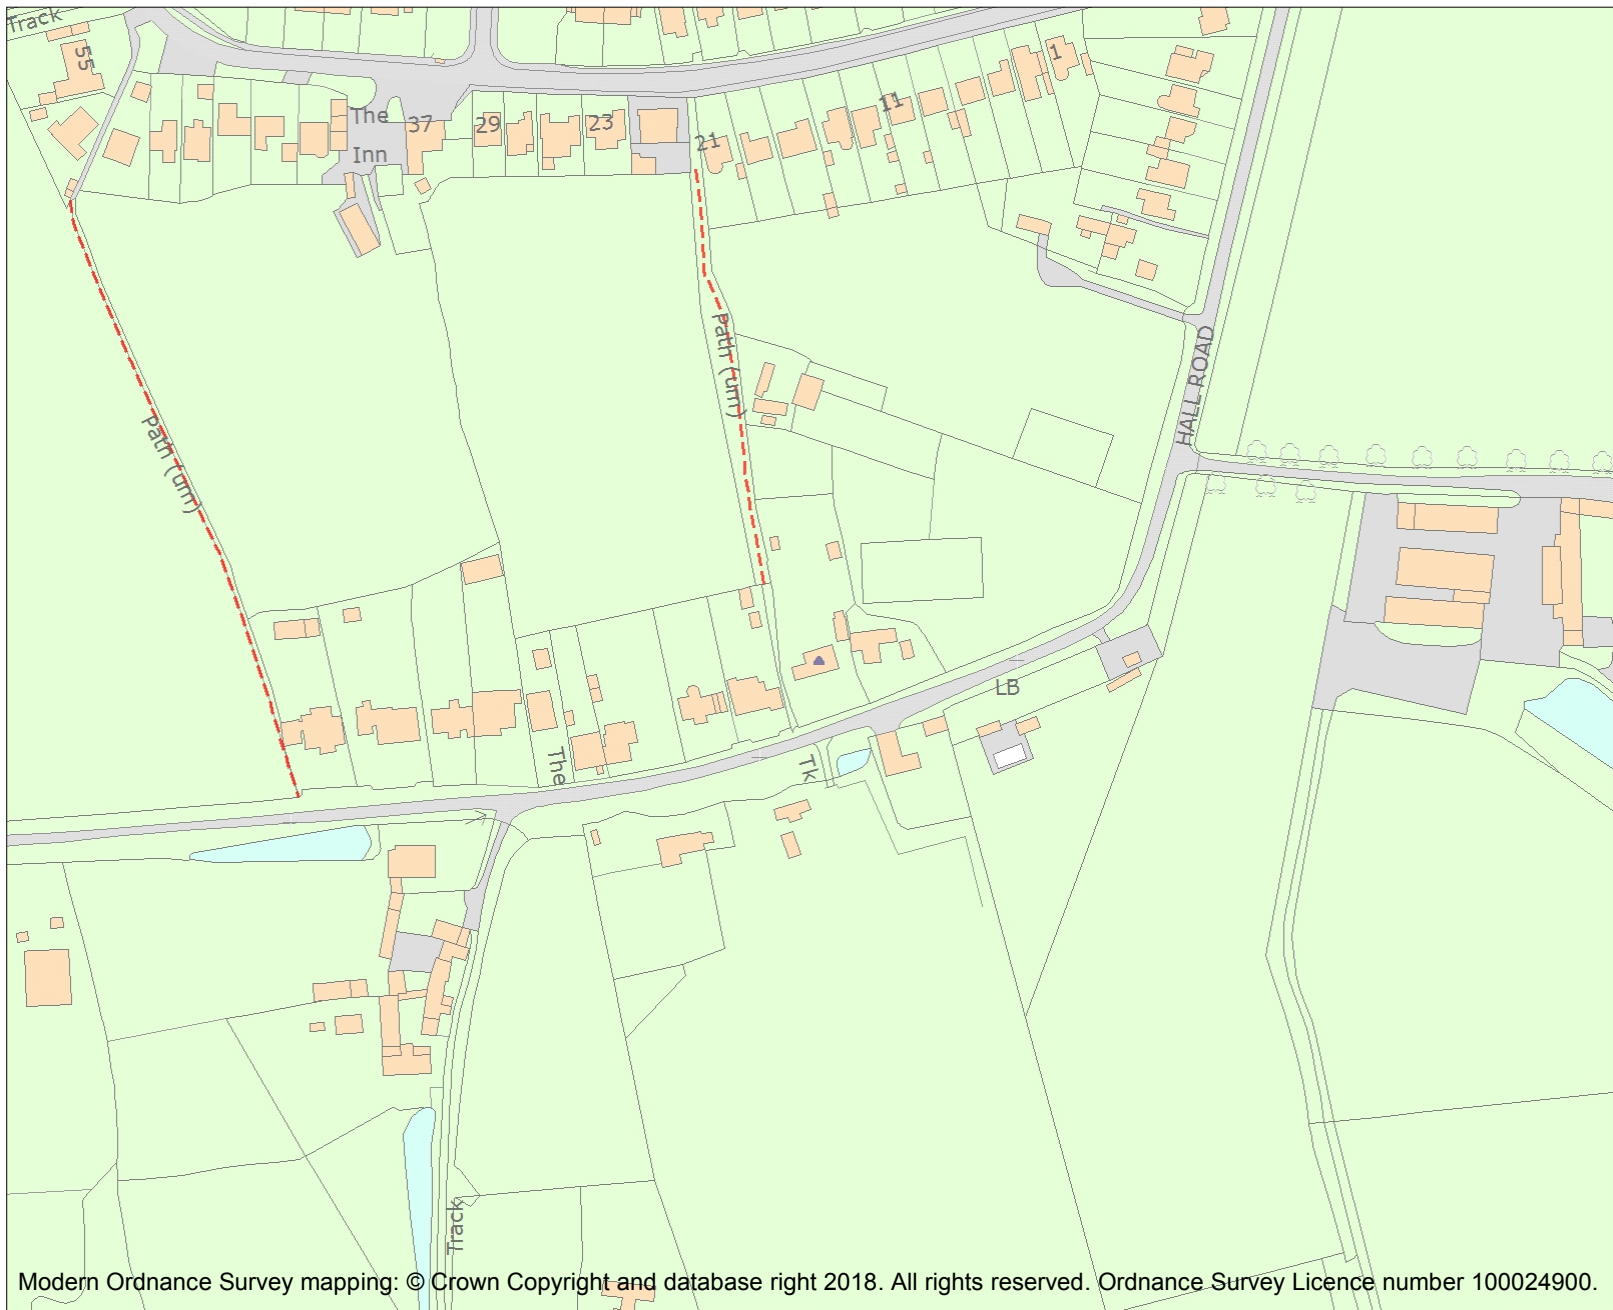 Track
55
The
Inn
37
29
23
21
11
1
Path (um)
Path (um)
HALL ROAD
LB
The
Tk
Track
Modern Ordnance Survey mapping: © Crown Copyright and database right 2018. All rights reserved. Ordnance Survey Licence number 100024900.